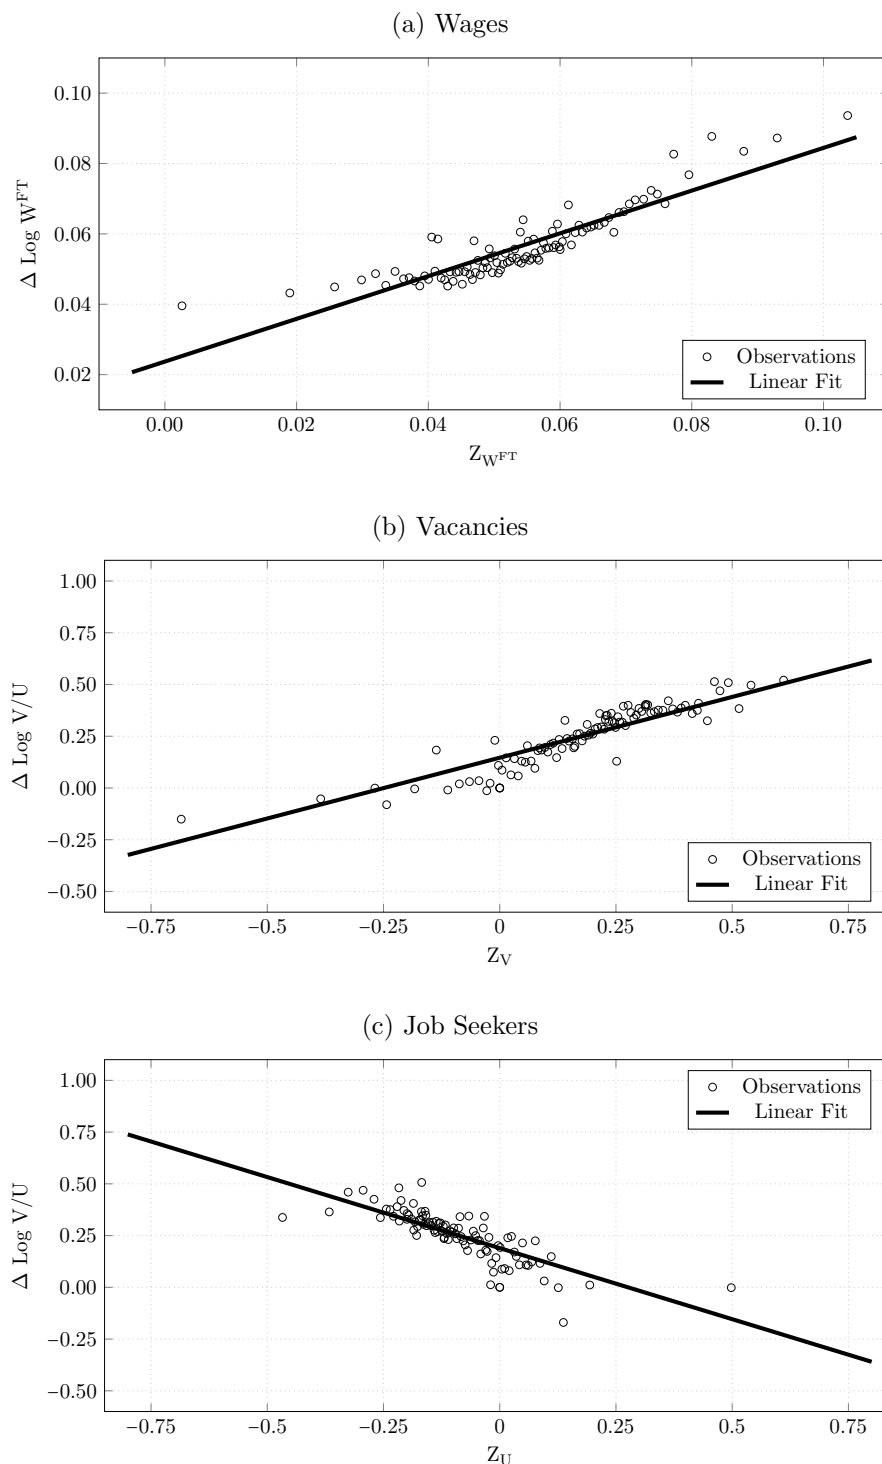 (a) Wages
0.10
0.08
0.06
0.04
0.02
Δ Log W^FT
Observations
Linear Fit
0.00 0.02 0.04 0.06 0.08 0.10
Z_W^FT
(b) Vacancies
1.00
0.75
0.50
0.25
0.00
−0.25
−0.50
Δ Log V/U
Observations
Linear Fit
−0.75 −0.5 −0.25 0 0.25 0.5 0.75
Z_V
(c) Job Seekers
1.00
0.75
0.50
0.25
0.00
−0.25
−0.50
Δ Log V/U
Observations
Linear Fit
−0.75 −0.5 −0.25 0 0.25 0.5 0.75
Z_U